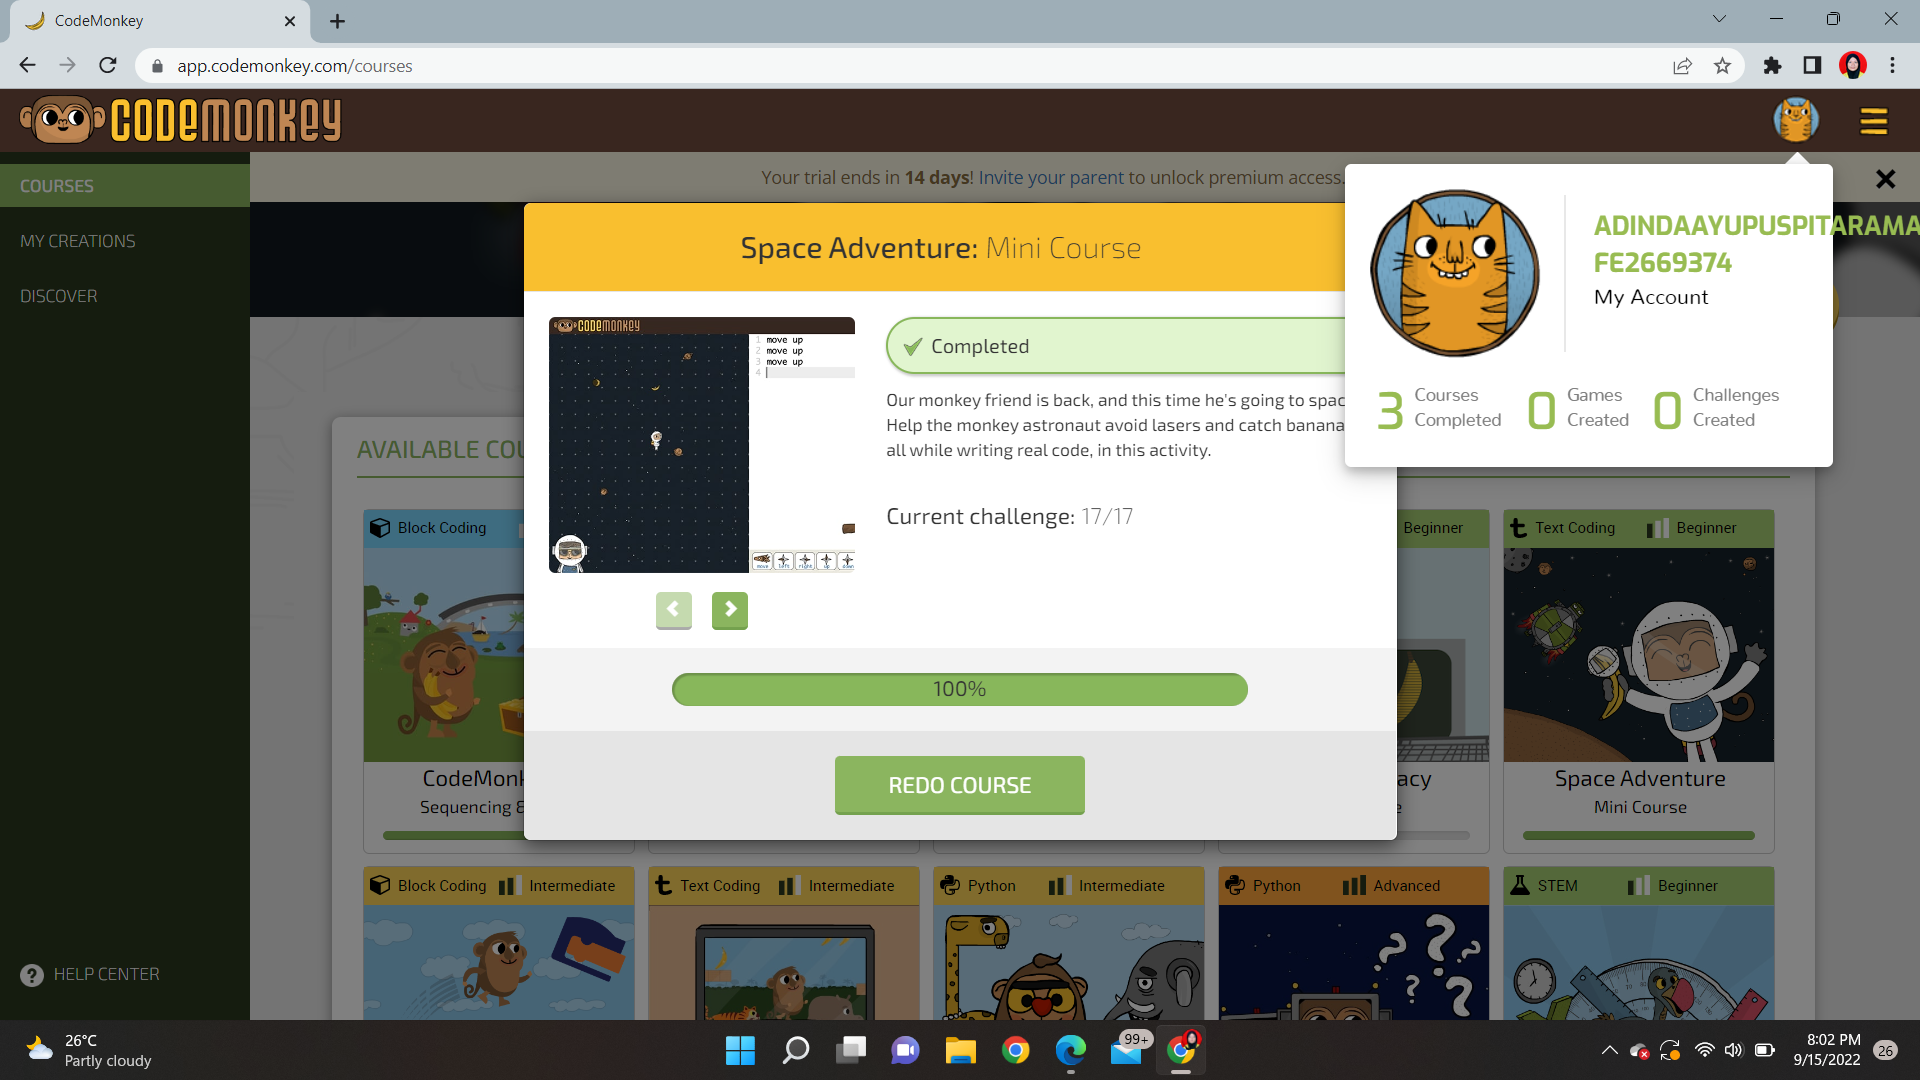 CodeMonkey
app.codemonkey.com/courses
CODEMONKEY
COURSES
MY CREATIONS
DISCOVER
HELP CENTER
Your trial ends in 14 days! Invite your parent to unlock premium access.
ADINDAAYUPUSPITARAMA
FE2669374
My Account
3 Courses Completed
0 Games Created
0 Challenges Created
Space Adventure: Mini Course
CODEMONKEY
1 move up
2 move up
3 move up
4
move left right up down
Completed
Our monkey friend is back, and this time he's going to spac
Help the monkey astronaut avoid lasers and catch banana
all while writing real code, in this activity.
Current challenge: 17/17
100%
REDO COURSE
AVAILABLE COU
Block Coding
Beginner
Text Coding Beginner
CodeMonk
Sequencing &
acy
Space Adventure
Mini Course
Block Coding Intermediate
Text Coding Intermediate
Python Intermediate
Python Advanced
STEM Beginner
26°C
Partly cloudy
99+
8:02 PM
9/15/2022
26